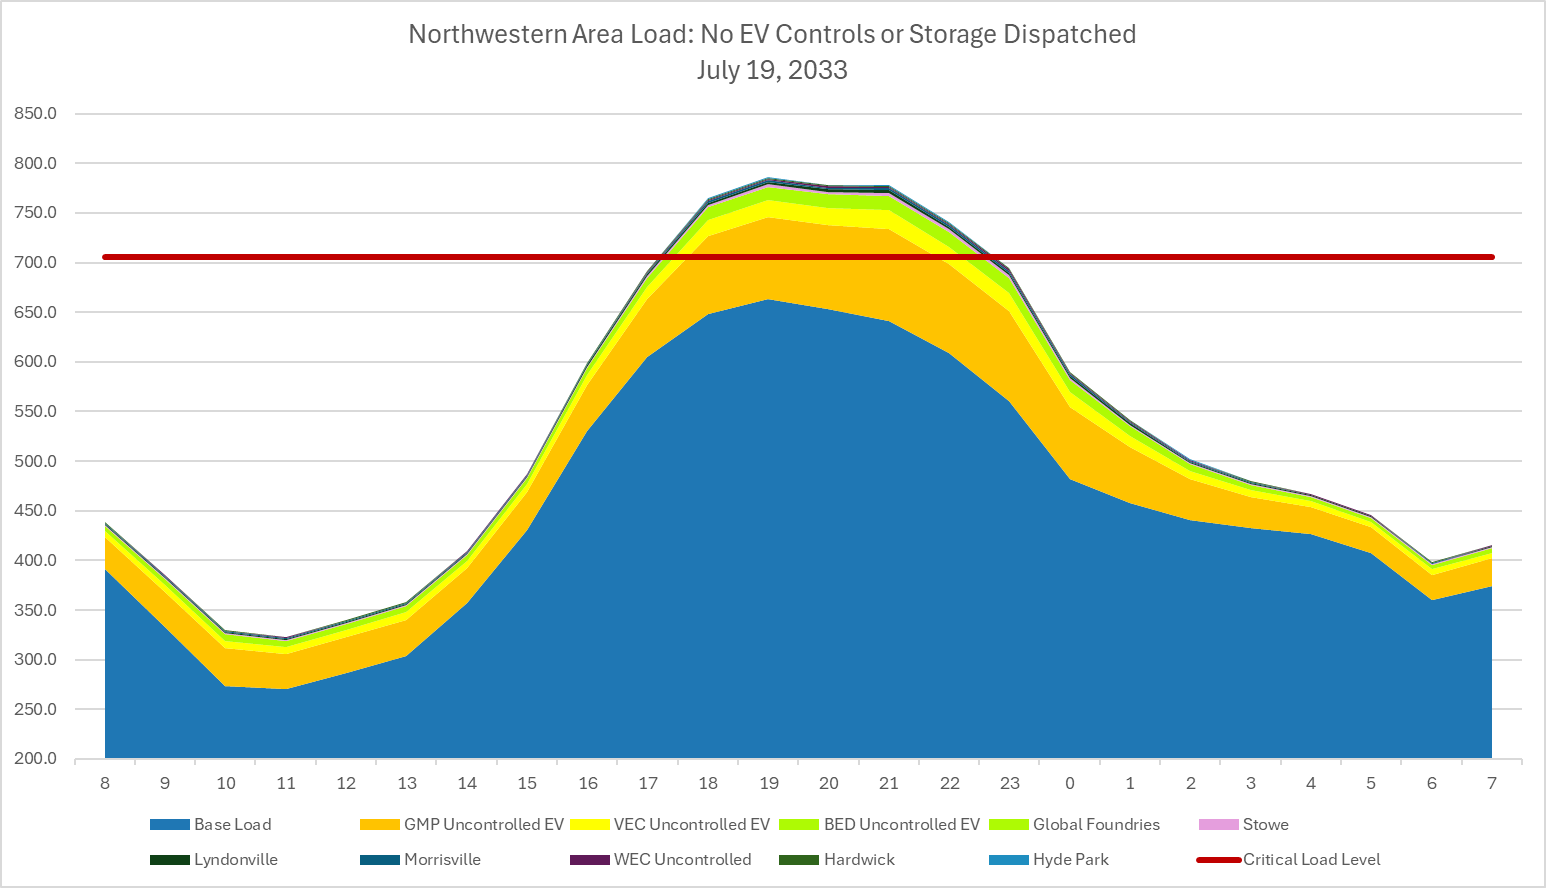 Northwestern Area Load: No EV Controls or Storage Dispatched
July 19, 2033
850.0
800.0
750.0
700.0
650.0
600.0
550.0
500.0
450.0
400.0
350.0
300.0
250.0
200.0
8 9 10 11 12 13 14 15 16 17 18 19 20 21 22 23 0 1 2 3 4 5 6 7
Base Load GMP Uncontrolled EV VEC Uncontrolled EV BED Uncontrolled EV Global Foundries Stowe
Lyndonville Morrisville WEC Uncontrolled Hardwick Hyde Park Critical Load Level